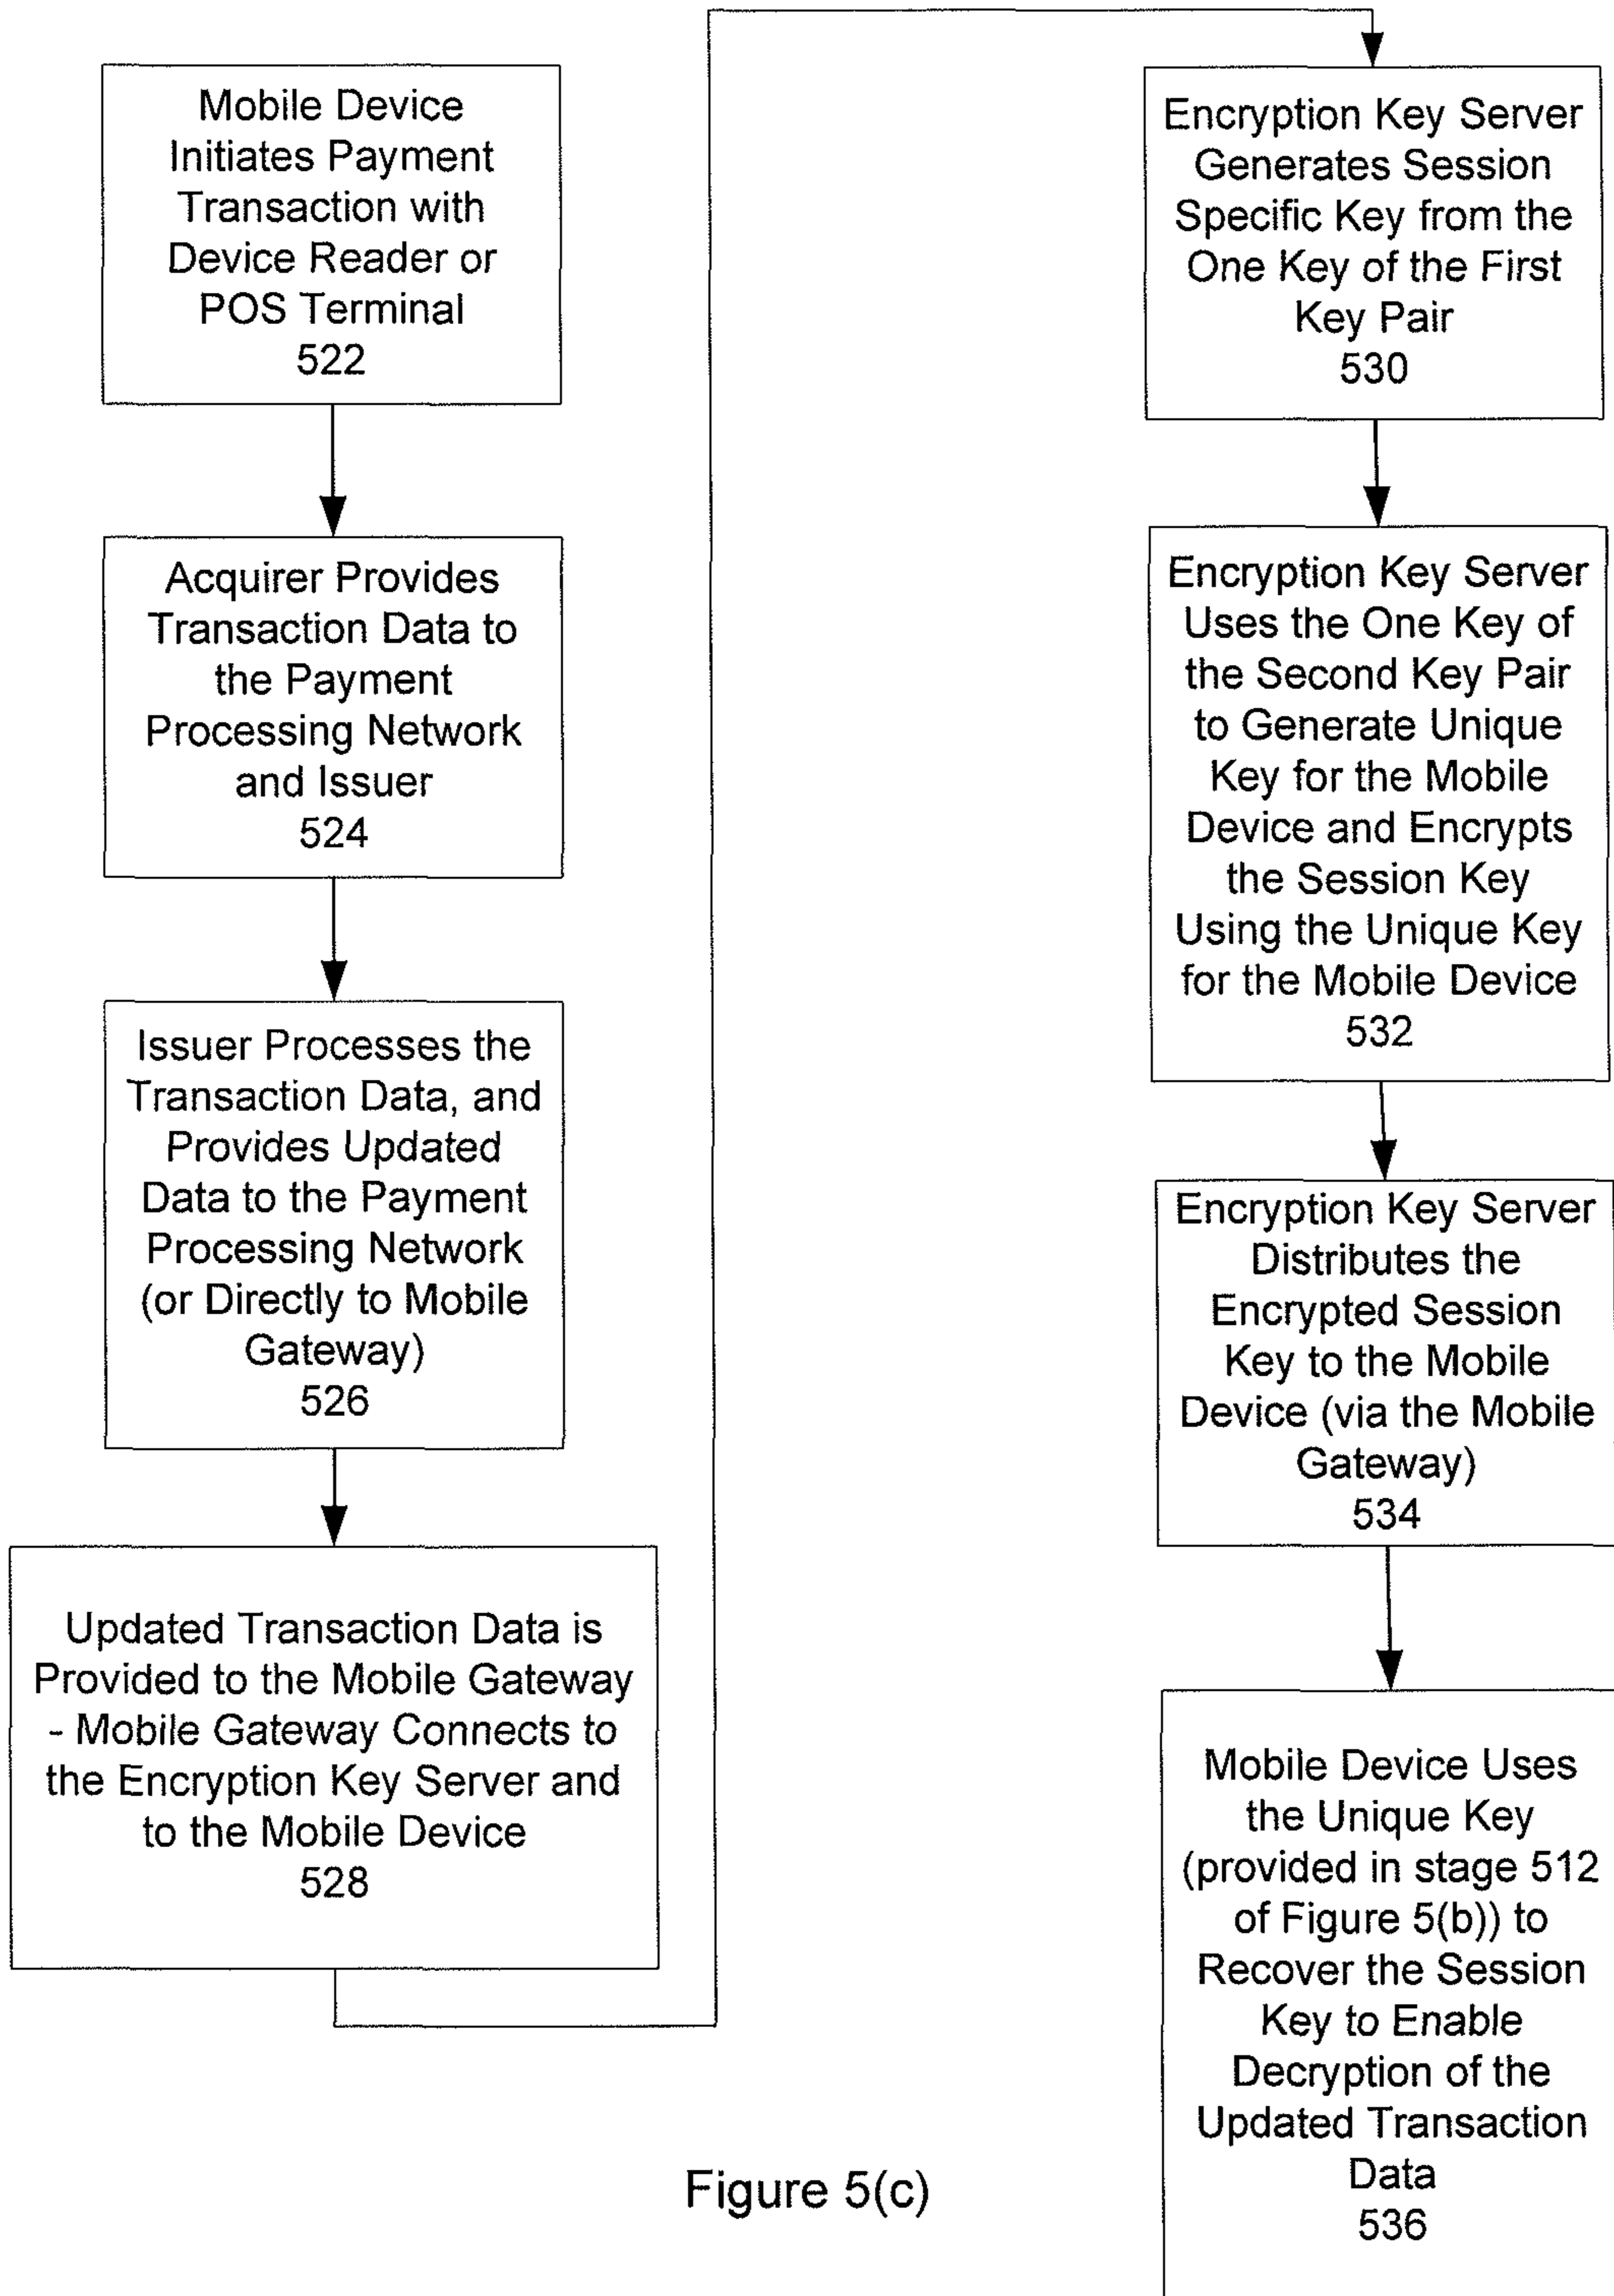 Mobile Device
Initiates Payment
Transaction with
Device Reader or
POS Terminal
522
Acquirer Provides
Transaction Data to
the Payment
Processing Network
and Issuer
524
Issuer Processes the
Transaction Data, and
Provides Updated
Data to the Payment
Processing Network
(or Directly to Mobile
Gateway)
526
Updated Transaction Data is
Provided to the Mobile Gateway
- Mobile Gateway Connects to
the Encryption Key Server and
to the Mobile Device
528
Encryption Key Server
Generates Session
Specific Key from the
One Key of the First
Key Pair
530
Encryption Key Server
Uses the One Key of
the Second Key Pair
to Generate Unique
Key for the Mobile
Device and Encrypts
the Session Key
Using the Unique Key
for the Mobile Device
532
Encryption Key Server
Distributes the
Encrypted Session
Key to the Mobile
Device (via the Mobile
Gateway)
534
Mobile Device Uses
the Unique Key
(provided in stage 512
of Figure 5(b)) to
Recover the Session
Key to Enable
Decryption of the
Updated Transaction
Data
536
Figure 5(c)